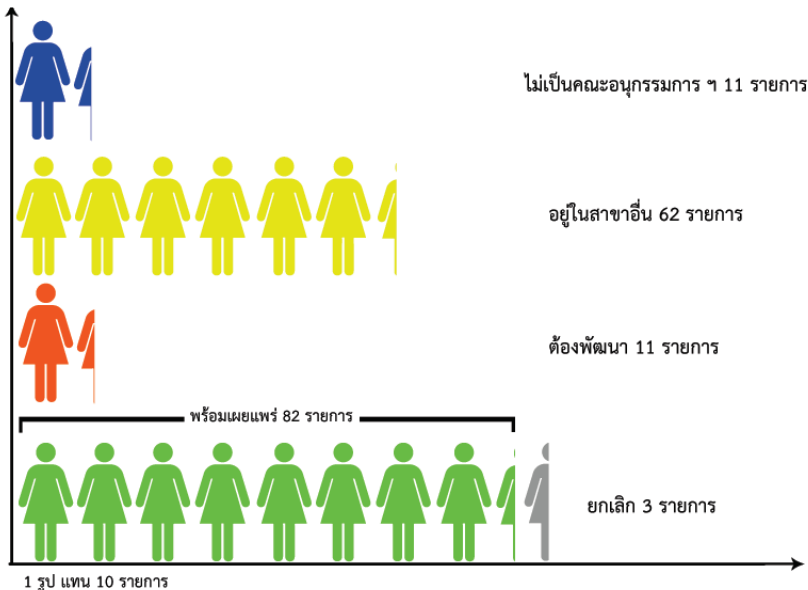 ไม่เป็นคณะอนุกรรมการ ฯ 11 รายการ
อยู่ในสาขาอื่น 62 รายการ
ต้องพัฒนา 11 รายการ
พร้อมเผยแพร่ 82 รายการ
ยกเลิก 3 รายการ
1 รูป แทน 10 รายการ